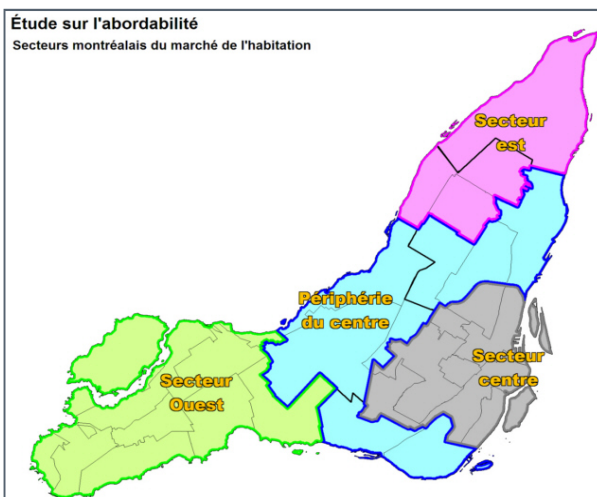 Étude sur l'abordabilité
Secteurs montréalais du marché de l'habitation
Secteur
est
Périphérie
du centre
Secteur
centre
Secteur
Ouest